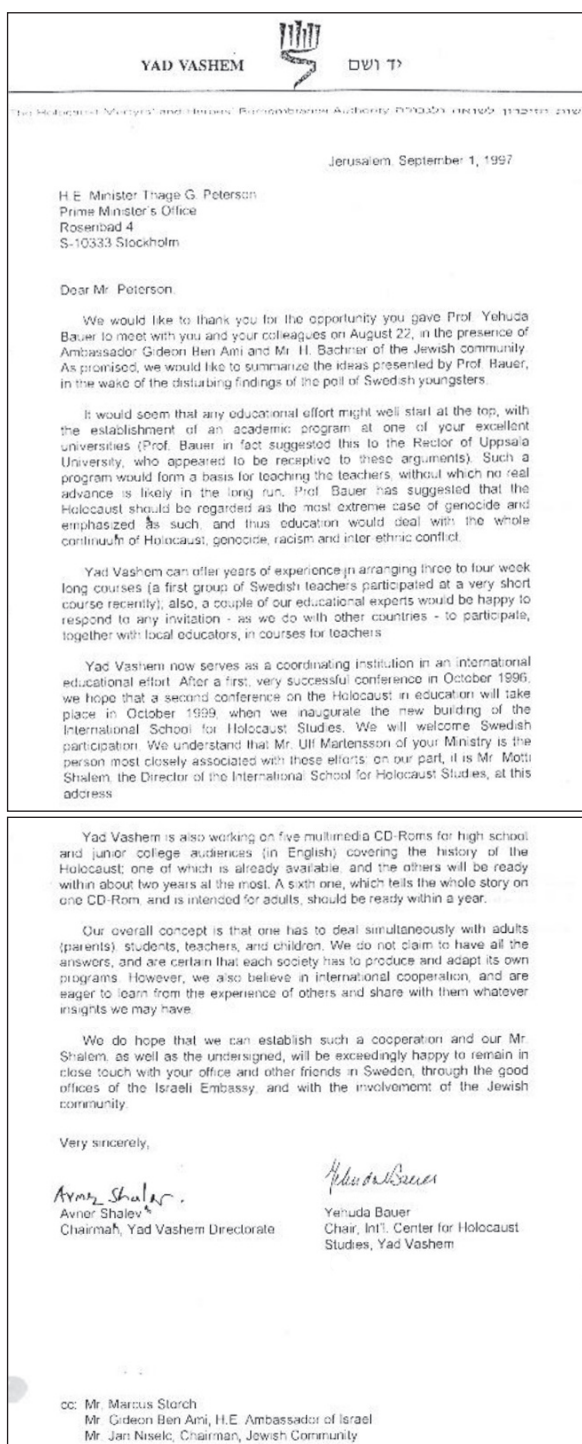 YAD VASHEM יד ושם
The Holocaust Martyrs' and Heroes' Remembrance Authority רשות הזיכרון לשואה ולגבורה
Jerusalem, September 1, 1997
H.E. Minister Thage G. Peterson
Prime Minister's Office
Rosenbad 4
S-10333 Stockholm
Dear Mr. Peterson,
We would like to thank you for the opportunity you gave Prof. Yehuda
Bauer to meet with you and your colleagues on August 22, in the presence of
Ambassador Gideon Ben Ami and Mr. H. Bachner of the Jewish community.
As promised, we would like to summarize the ideas presented by Prof. Bauer,
in the wake of the disturbing findings of the poll of Swedish youngsters.
It would seem that any educational effort might well start at the top, with
the establishment of an academic program at one of your excellent
universities (Prof. Bauer in fact suggested this to the Rector of Uppsala
University, who appeared to be receptive to these arguments). Such a
program would form a basis for teaching the teachers, without which no real
advance is likely in the long run. Prof. Bauer has suggested that the
Holocaust should be regarded as the most extreme case of genocide and
emphasized as such, and thus education would deal with the whole
continuum of Holocaust, genocide, racism and inter-ethnic conflict.
Yad Vashem can offer years of experience in arranging three to four week
long courses (a first group of Swedish teachers participated at a very short
course recently); also, a couple of our educational experts would be happy to
respond to any invitation - as we do with other countries - to participate,
together with local educators, in courses for teachers
Yad Vashem now serves as a coordinating institution in an international
educational effort. After a first, very successful conference in October 1996,
we hope that a second conference on the Holocaust in education will take
place in October 1999, when we inaugurate the new building of the
International School for Holocaust Studies. We will welcome Swedish
participation. We understand that Mr. Ulf Martensson of your Ministry is the
person most closely associated with these efforts; on our part, it is Mr. Motti
Shalem, the Director of the International School for Holocaust Studies, at this
address
Yad Vashem is also working on five multimedia CD-Roms for high school
and junior college audiences (in English) covering the history of the
Holocaust; one of which is already available, and the others will be ready
within about two years at the most. A sixth one, which tells the whole story on
one CD-Rom, and is intended for adults, should be ready within a year.
Our overall concept is that one has to deal simultaneously with adults
(parents), students, teachers, and children. We do not claim to have all the
answers, and are certain that each society has to produce and adapt its own
programs. However, we also believe in international cooperation, and are
eager to learn from the experience of others and share with them whatever
insights we may have.
We do hope that we can establish such a cooperation and our Mr.
Shalem, as well as the undersigned, will be exceedingly happy to remain in
close touch with your office and other friends in Sweden, through the good
offices of the Israeli Embassy, and with the involvememt of the Jewish
community.
Very sincerely,
Avner Shalev Yehuda Bauer
Avner Shalev Yehuda Bauer
Chairman, Yad Vashem Directorate Chair, Int'l. Center for Holocaust
Studies, Yad Vashem
cc: Mr. Marcus Storch
Mr. Gideon Ben Ami, H.E. Ambassador of Israel
Mr. Jan Niselc, Chairman, Jewish Community